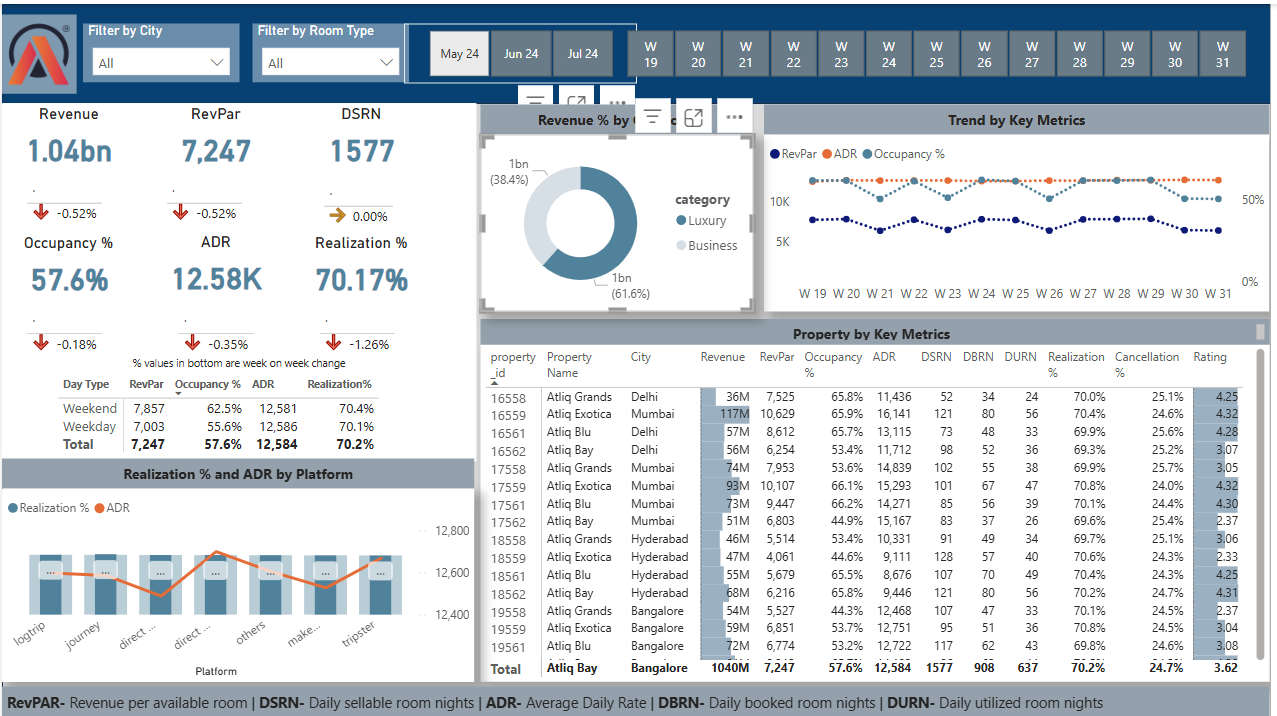 Filter by City
All
Filter by Room Type
All
May 24
Jun 24
Jul 24
W 19
W 20
W 21
W 22
W 23
W 24
W 25
W 26
W 27
W 28
W 29
W 30
W 31
Revenue RevPar DSRN
1.04bn 7,247 1577
-0.52% -0.52% 0.00%
Occupancy % ADR Realization %
57.6% 12.58K 70.17%
-0.18% -0.35% -1.26%
% values in bottom are week on week change
Day Type RevPar Occupancy % ADR Realization%
Weekend 7,857 62.5% 12,581 70.4%
Weekday 7,003 55.6% 12,586 70.1%
Total 7,247 57.6% 12,584 70.2%
Realization % and ADR by Platform
Realization % ADR
12,800
12,600
12,400
... ... ... ... ... ... ...
logtrip journey direct ... direct ... others make... tripster
Platform
Revenue % by
1bn
(38.4%)
1bn
(61.6%)
category
Luxury
Business
Trend by Key Metrics
RevPar ADR Occupancy %
10K
5K
50%
0%
W 19 W 20 W 21 W 22 W 23 W 24 W 25 W 26 W 27 W 28 W 29 W 30 W 31
Property by Key Metrics
property _id Property Name City Revenue RevPar Occupancy % ADR DSRN DBRN DURN Realization % Cancellation % Rating
16558 Atliq Grands Delhi 36M 7,525 65.8% 11,436 52 34 24 70.0% 25.1% 4.25
16559 Atliq Exotica Mumbai 117M 10,629 65.9% 16,141 121 80 56 70.4% 24.6% 4.32
16561 Atliq Blu Delhi 57M 8,612 65.7% 13,115 73 48 33 69.9% 25.6% 4.28
16562 Atliq Bay Delhi 56M 6,254 53.4% 11,712 98 52 36 69.3% 25.2% 3.07
17558 Atliq Grands Mumbai 74M 7,953 53.6% 14,839 102 55 38 69.9% 25.7% 3.05
17559 Atliq Exotica Mumbai 93M 10,107 66.1% 15,293 101 67 47 70.8% 24.0% 4.32
17561 Atliq Blu Mumbai 73M 9,447 66.2% 14,271 85 56 39 70.1% 24.4% 4.30
17562 Atliq Bay Mumbai 51M 6,803 44.9% 15,167 83 37 26 69.6% 25.4% 2.37
18558 Atliq Grands Hyderabad 46M 5,514 53.4% 10,331 91 49 34 69.7% 25.1% 3.06
18559 Atliq Exotica Hyderabad 47M 4,061 44.6% 9,111 128 57 40 70.6% 24.3% 2.33
18561 Atliq Blu Hyderabad 55M 5,679 65.5% 8,676 107 70 49 70.4% 24.3% 4.25
18562 Atliq Bay Hyderabad 68M 6,216 65.8% 9,446 121 80 56 70.2% 24.7% 4.31
19558 Atliq Grands Bangalore 54M 5,527 44.3% 12,468 107 47 33 70.1% 24.5% 2.37
19559 Atliq Exotica Bangalore 59M 6,851 53.7% 12,751 95 51 36 70.8% 24.5% 3.04
19561 Atliq Blu Bangalore 72M 6,774 53.2% 12,722 117 62 43 69.8% 24.6% 3.08
Total Atliq Bay Bangalore 1040M 7,247 57.6% 12,584 1577 908 637 70.2% 24.7% 3.62
RevPAR- Revenue per available room | DSRN- Daily sellable room nights | ADR- Average Daily Rate | DBRN- Daily booked room nights | DURN- Daily utilized room nights